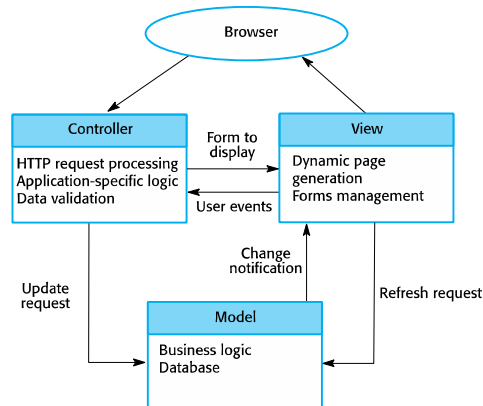 Browser
Controller
HTTP request processing
Application-specific logic
Data validation
Form to
display
User events
View
Dynamic page
generation
Forms management
Change
notification
Update
request
Refresh request
Model
Business logic
Database